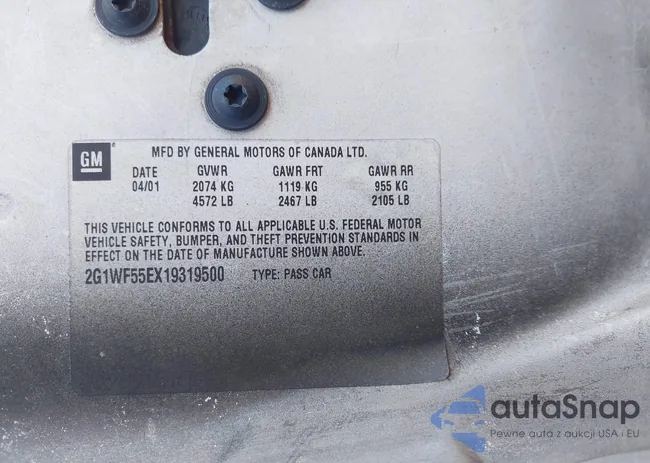 GM
MFD BY GENERAL MOTORS OF CANADA LTD.
DATE GVWR GAWR FRT GAWR RR
04/01 2074 KG 1119 KG 955 KG
4572 LB 2467 LB 2105 LB
THIS VEHICLE CONFORMS TO ALL APPLICABLE U.S. FEDERAL MOTOR
VEHICLE SAFETY, BUMPER, AND THEFT PREVENTION STANDARDS IN
EFFECT ON THE DATE OF MANUFACTURE SHOWN ABOVE.
2G1WF55EX19319500 TYPE: PASS CAR
autoSnap
Pewne auta z aukcji USA i EU